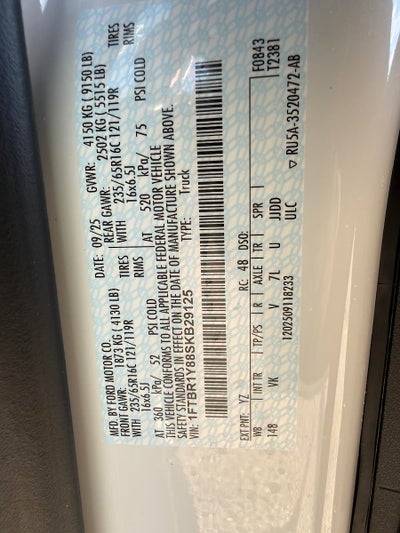 MFD. BY FORD MOTOR CO.
DATE: 09/25 GVWR: 4150 KG ( 9150 LB)
FRONT GAWR: 1873 KG ( 4130 LB) REAR GAWR: 2502 KG ( 5515 LB)
WITH 235/65R16C 121/119R TIRES WITH 235/65R16C 121/119R TIRES
16x6.5J RIMS 16x6.5J RIMS
AT 360 kPa/ 52 PSI COLD AT 520 kPa/ 75 PSI COLD
THIS VEHICLE CONFORMS TO ALL APPLICABLE FEDERAL MOTOR VEHICLE
SAFETY STANDARDS IN EFFECT ON THE DATE OF MANUFACTURE SHOWN ABOVE.
VIN: 1FTBR1Y88SKB29125 TYPE: Truck
F0843
T2381
EXT PNT: YZ RC: 48 DSO:
WB INT TR TP/PS R AXLE TR SPR
148 VK V 7L U JJDD
1202509118233 ULC
▽ RU5A-3520472-AB